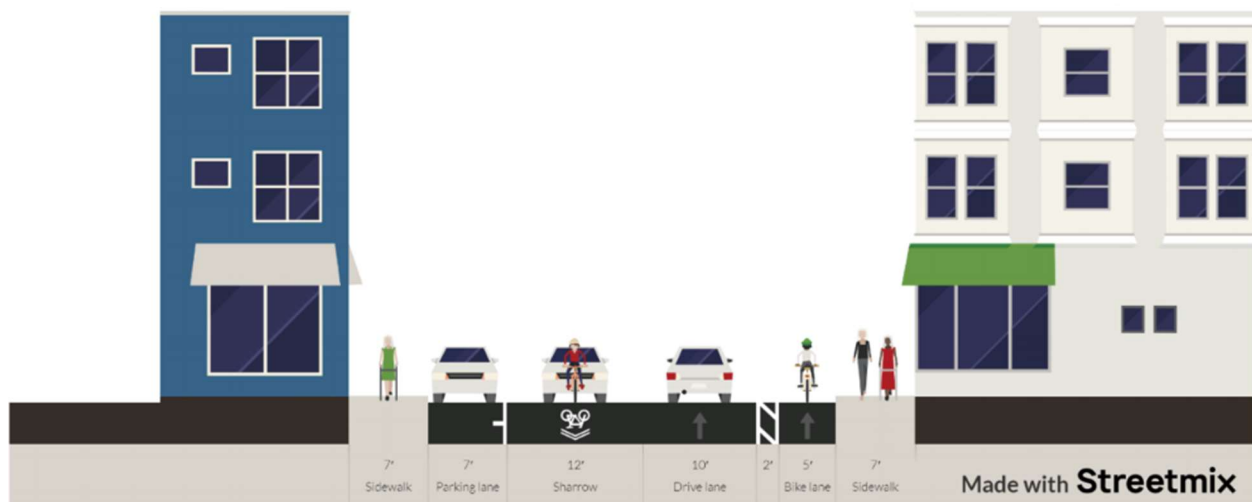 7' 7' 12' 10' 2' 5' 7'
Sidewalk Parking lane Sharrow Drive lane Bike lane Sidewalk
Made with Streetmix